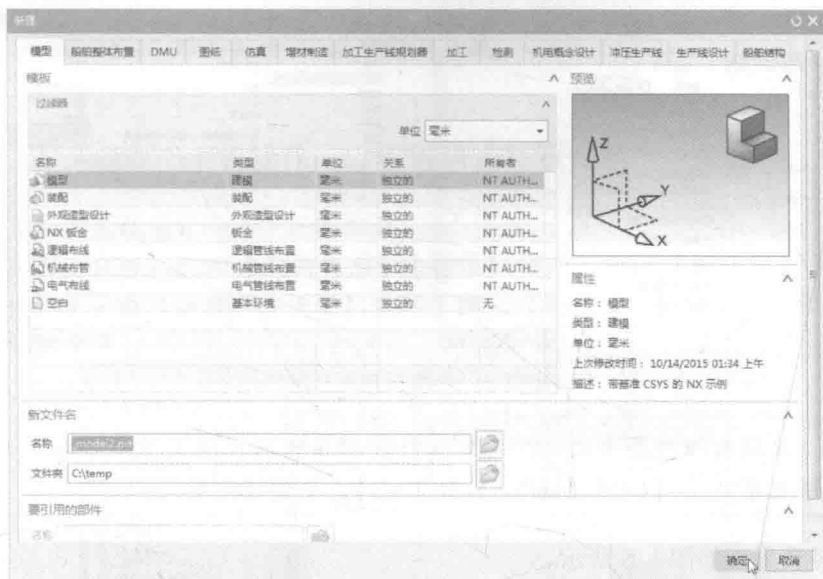 新建
模型 船舶整体布置 DMU 图纸 仿真 增材制造 加工生产线规划器 加工 检测 机电概念设计 冲压生产线 生产线设计 船舶结构
模板
过滤器
单位 毫米
名称 类型 单位 关系 所有者
模型 建模 毫米 独立的 NT AUTH...
装配 装配 毫米 独立的 NT AUTH...
外观造型设计 外观造型设计 毫米 独立的 NT AUTH...
NX 钣金 钣金 毫米 独立的 NT AUTH...
逻辑布线 逻辑管线布置 毫米 独立的 NT AUTH...
机械布管 机械管线布置 毫米 独立的 NT AUTH...
电气布线 电气管线布置 毫米 独立的 NT AUTH...
空白 基本环境 毫米 独立的 无
预览
Z
Y
X
属性
名称：模型
类型：建模
单位：毫米
上次修改时间：10/14/2015 01:34 上午
描述：带基准 CSYS 的 NX 示例
新文件名
名称 model2.prt
文件夹 C:\temp
要引用的部件
名称
确定 取消